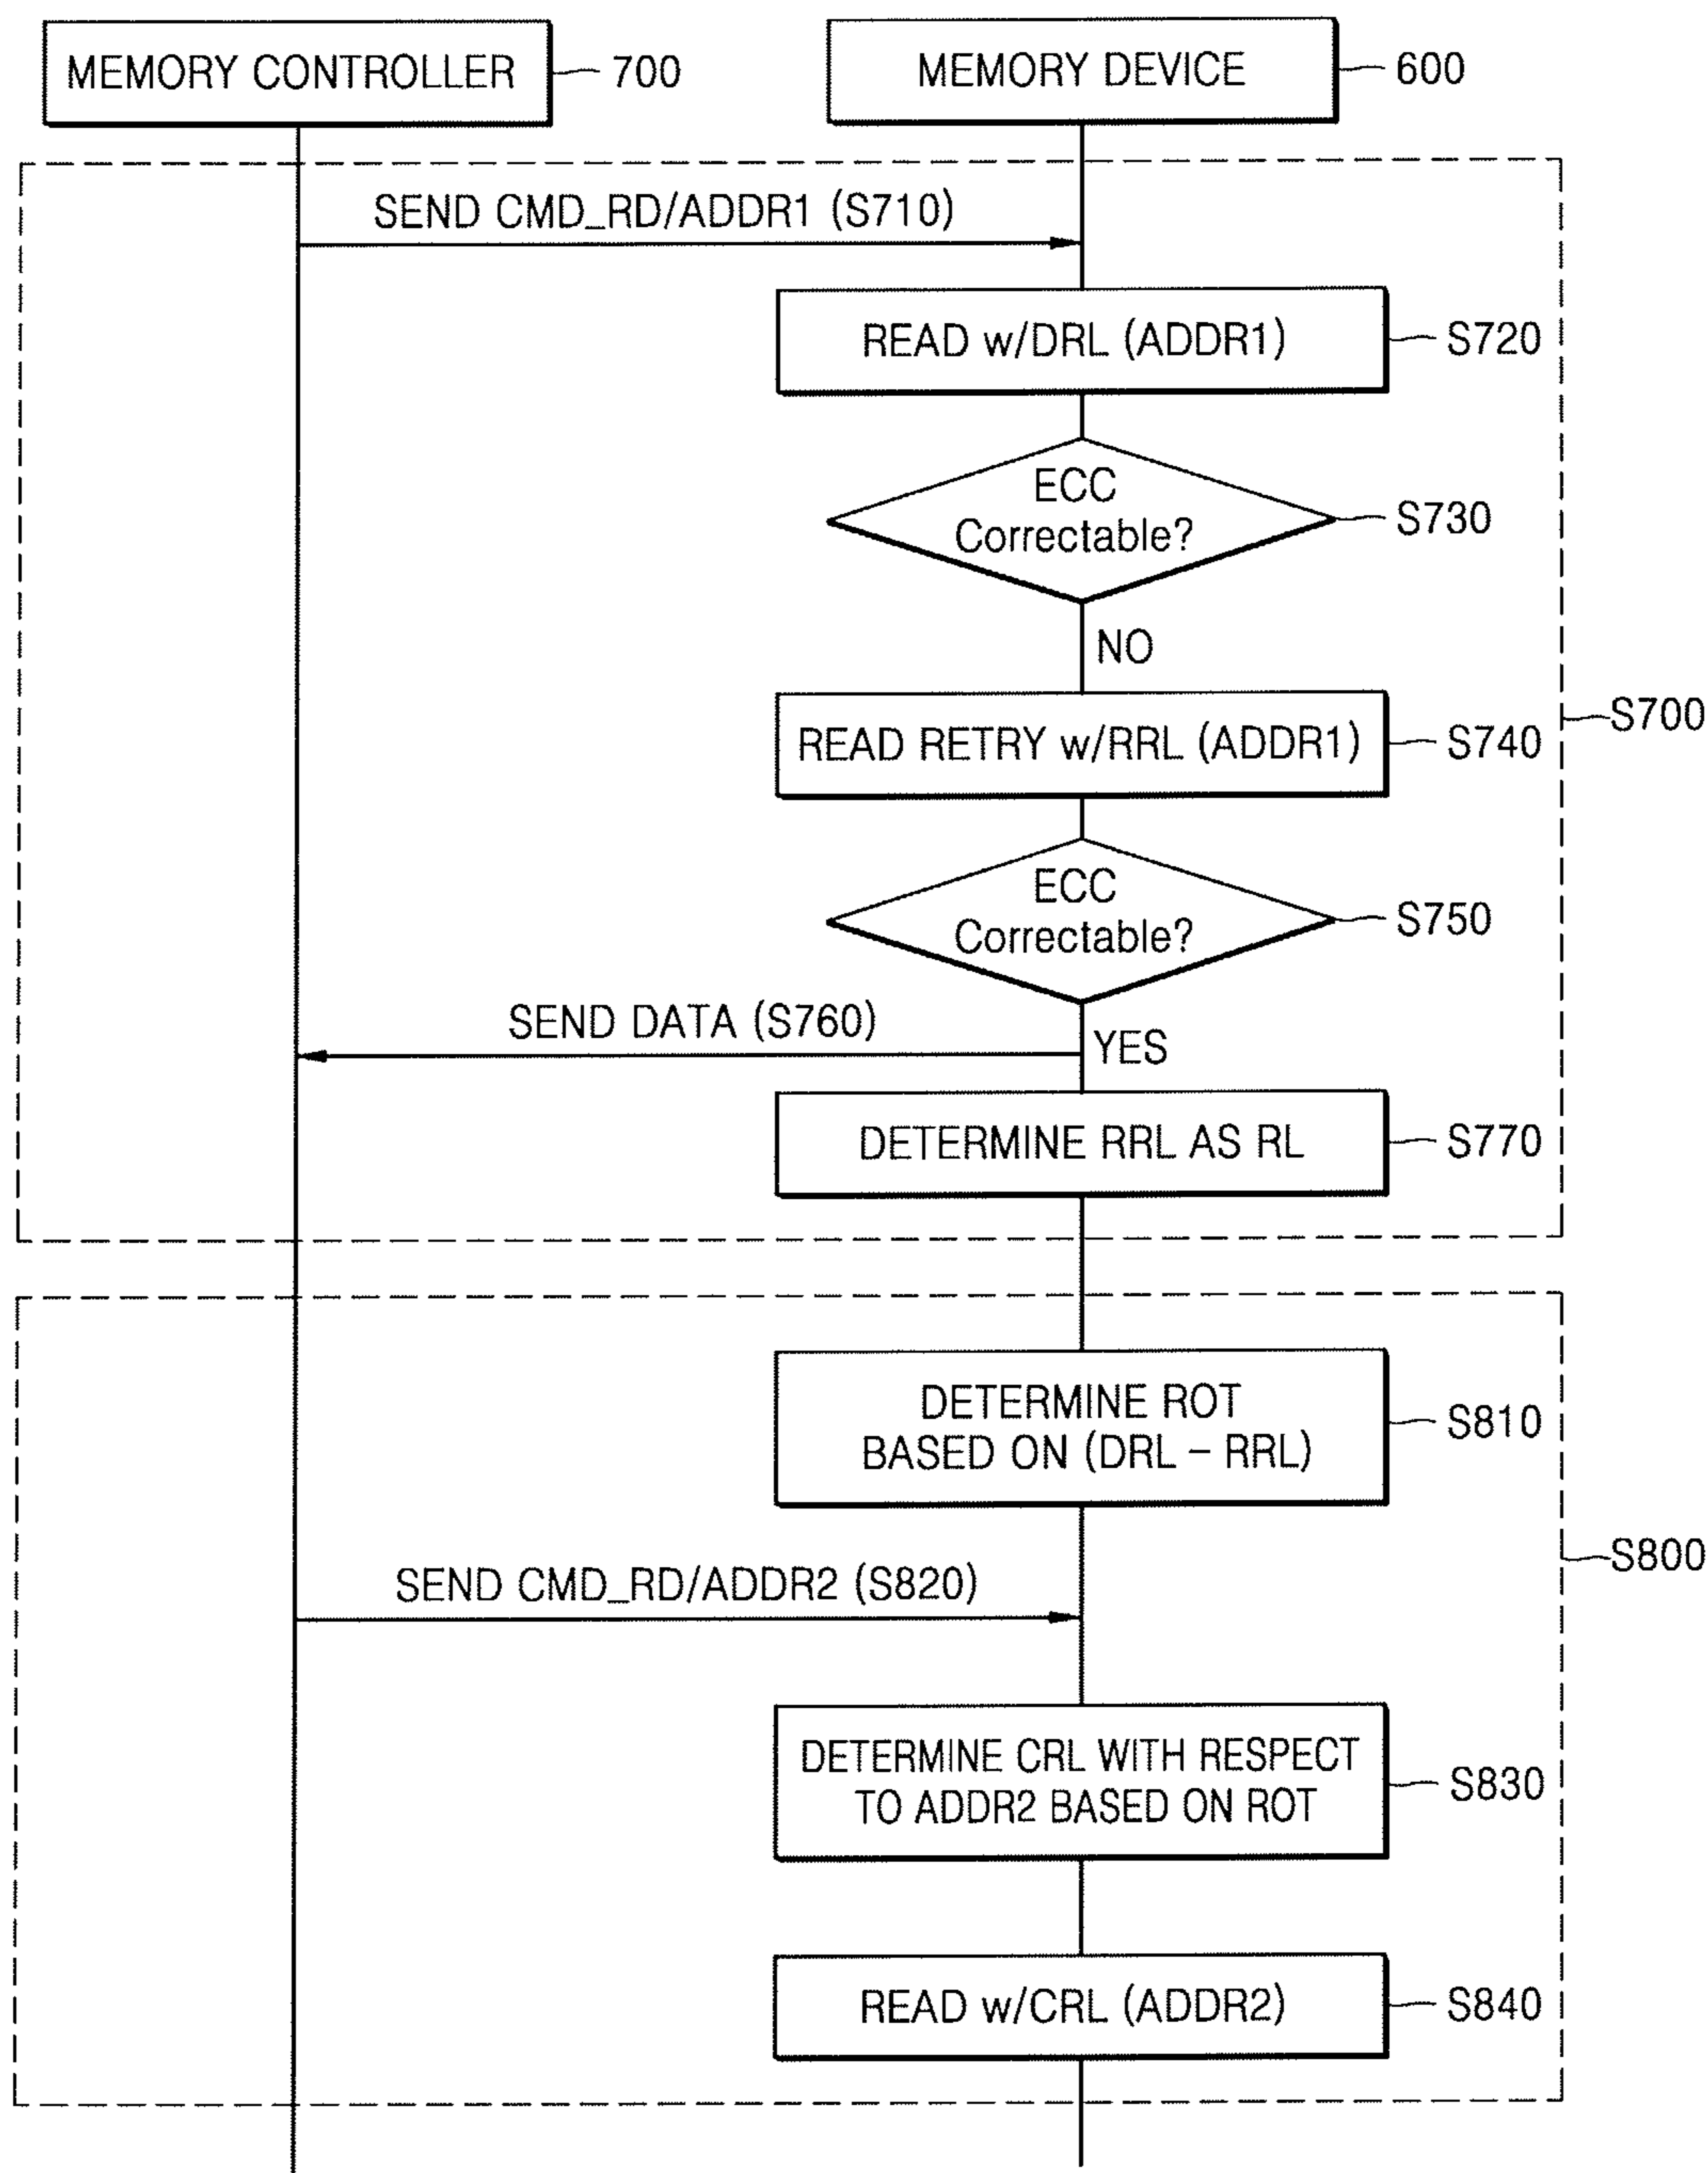 MEMORY CONTROLLER 700
MEMORY DEVICE 600
SEND CMD_RD/ADDR1 (S710)
READ w/DRL (ADDR1) S720
ECC
Correctable? S730
NO
S700
READ RETRY w/RRL (ADDR1) S740
ECC
Correctable? S750
SEND DATA (S760)
YES
DETERMINE RRL AS RL S770
DETERMINE ROT
BASED ON (DRL – RRL) S810
S800
SEND CMD_RD/ADDR2 (S820)
DETERMINE CRL WITH RESPECT
TO ADDR2 BASED ON ROT S830
READ w/CRL (ADDR2) S840